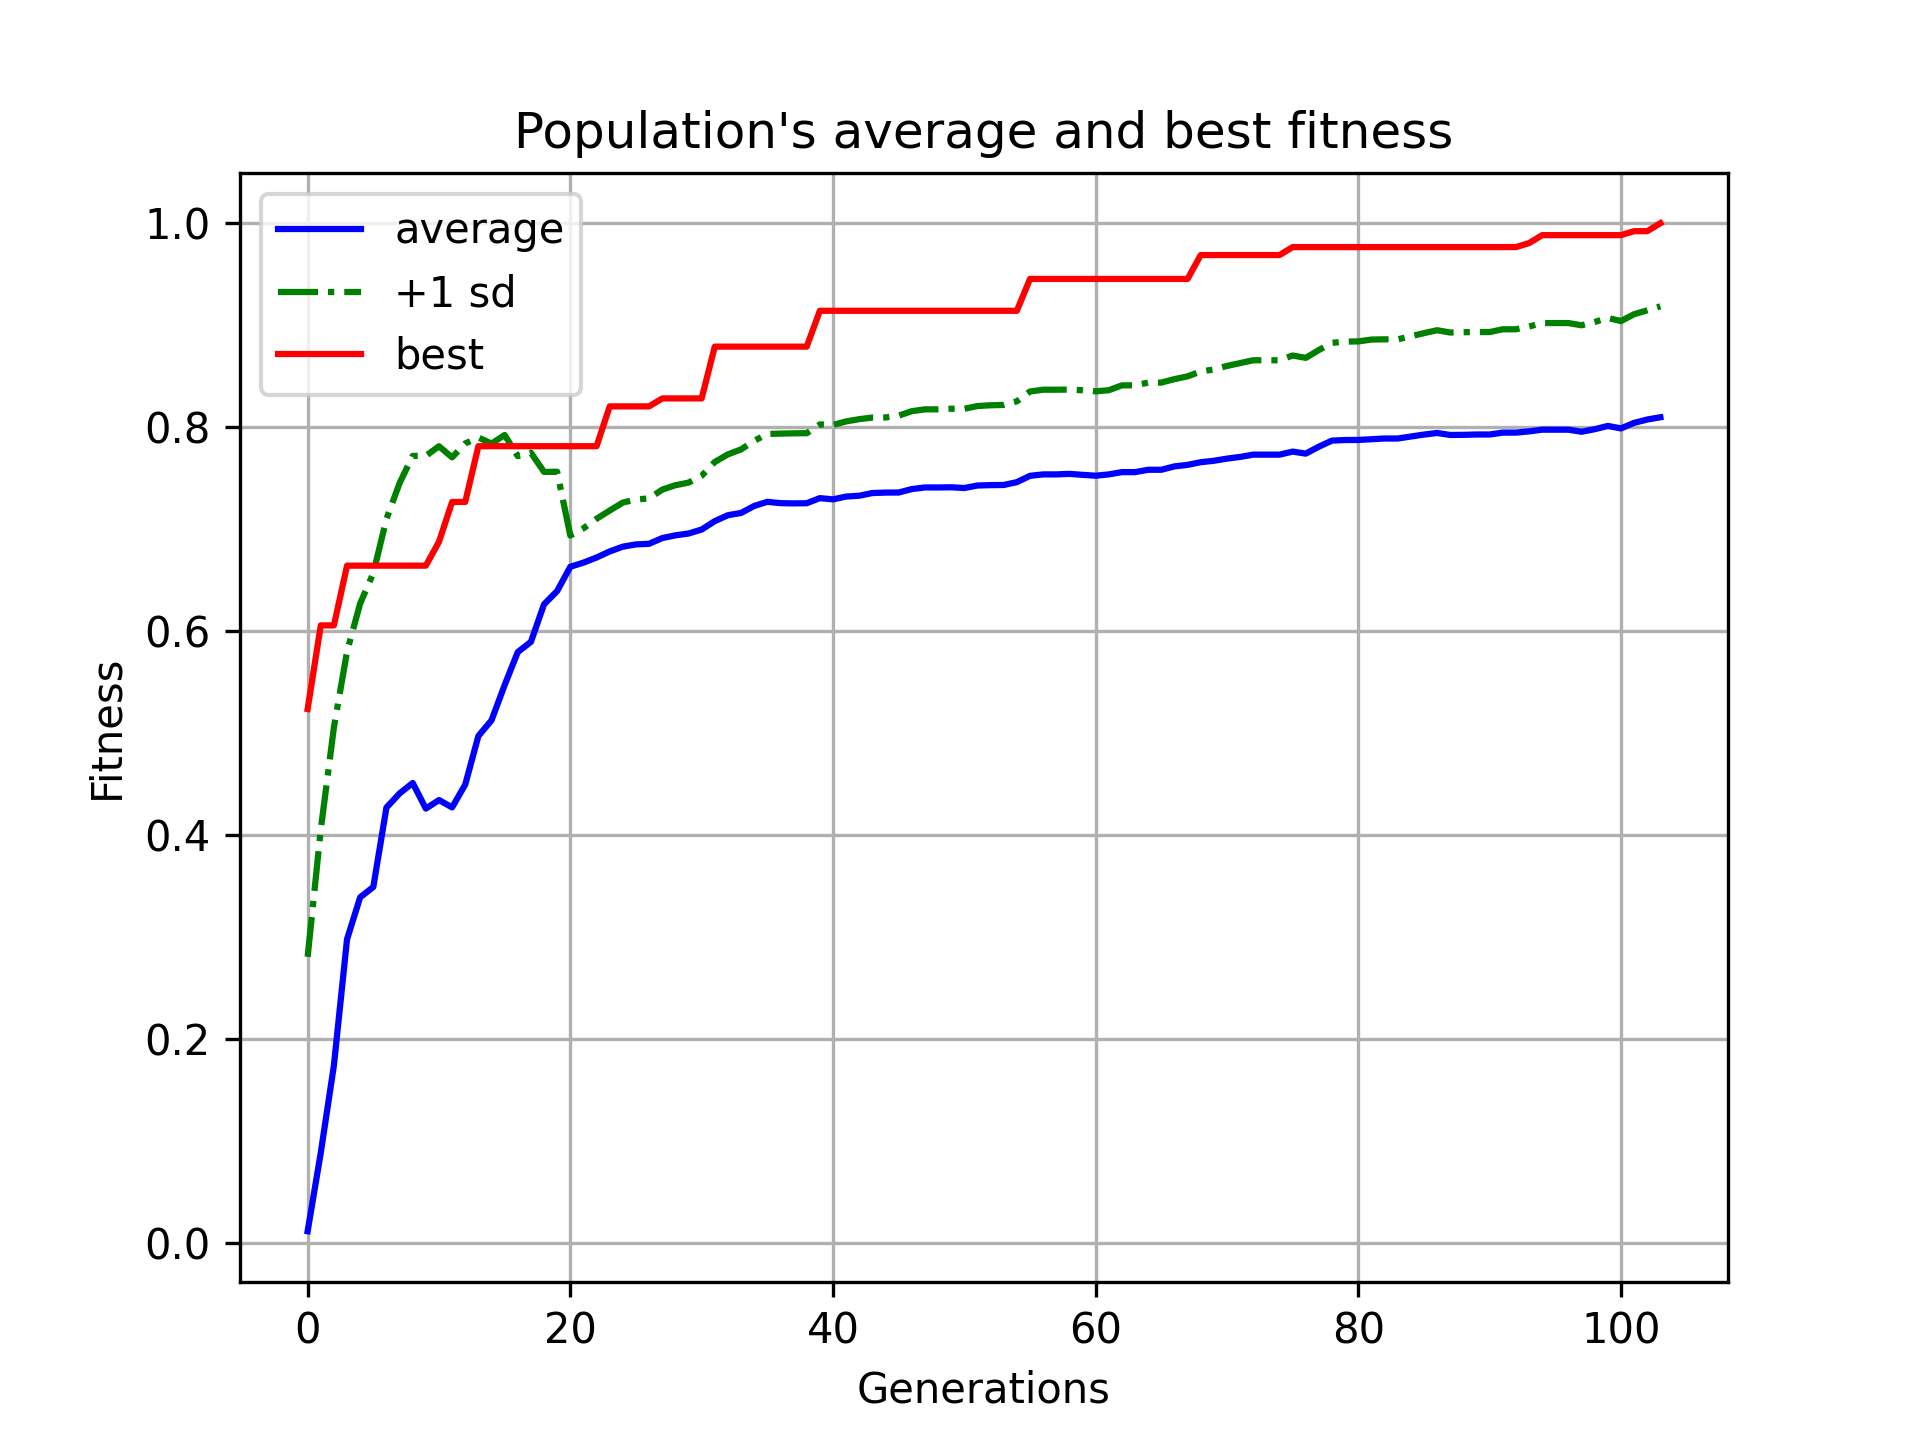 Population's average and best fitness
average
+1 sd
best
1.0
0.8
0.6
0.4
0.2
0.0
Fitness
0 20 40 60 80 100
Generations